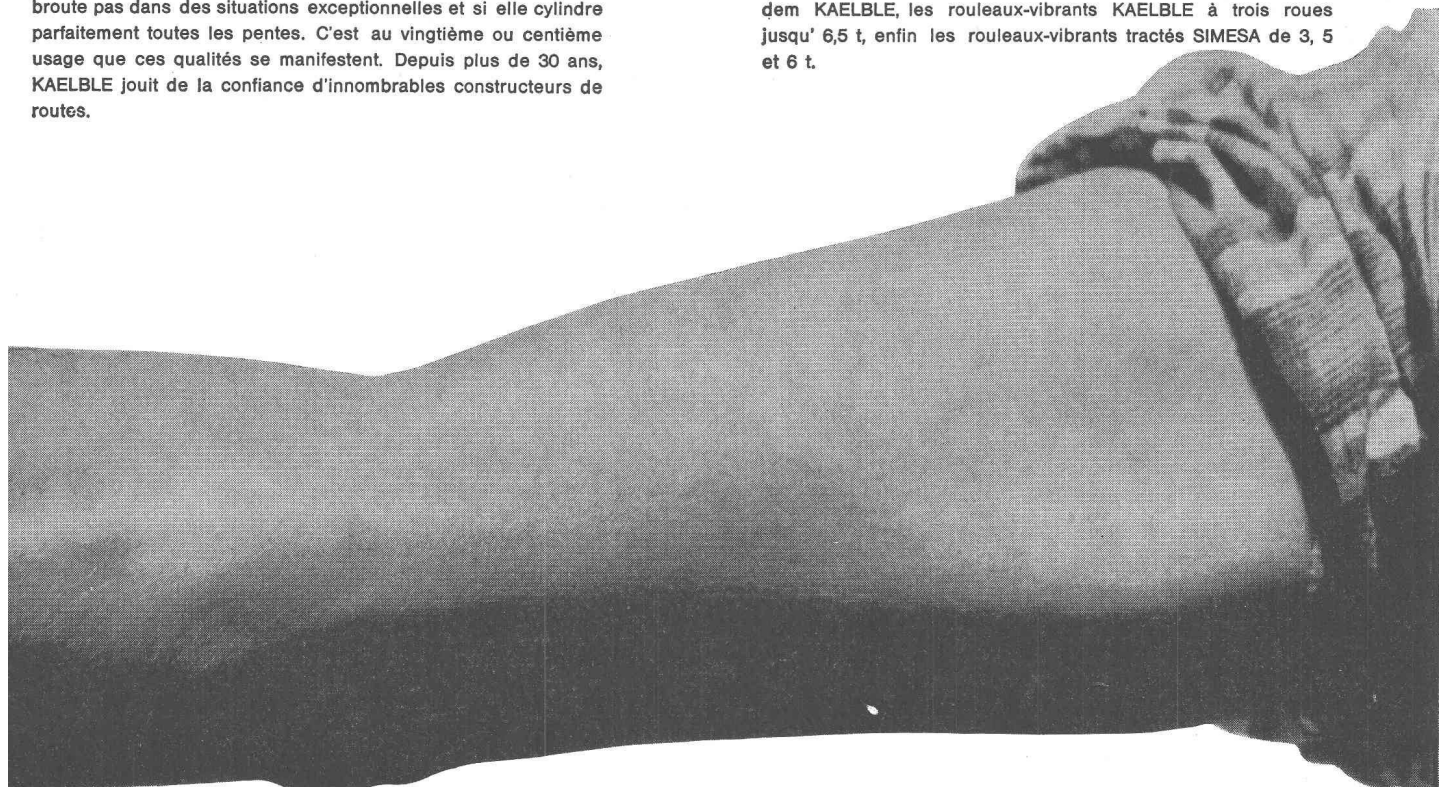 broute pas dans des situations exceptionnelles et si elle cylindre
parfaitement toutes les pentes. C'est au vingtième ou centième
usage que ces qualités se manifestent. Depuis plus de 30 ans,
KAELBLE jouit de la confiance d'innombrables constructeurs de
routes.
dem KAELBLE, les rouleaux-vibrants KAELBLE à trois roues
jusqu' 6,5 t, enfin les rouleaux-vibrants tractés SIMESA de 3, 5
et 6 t.